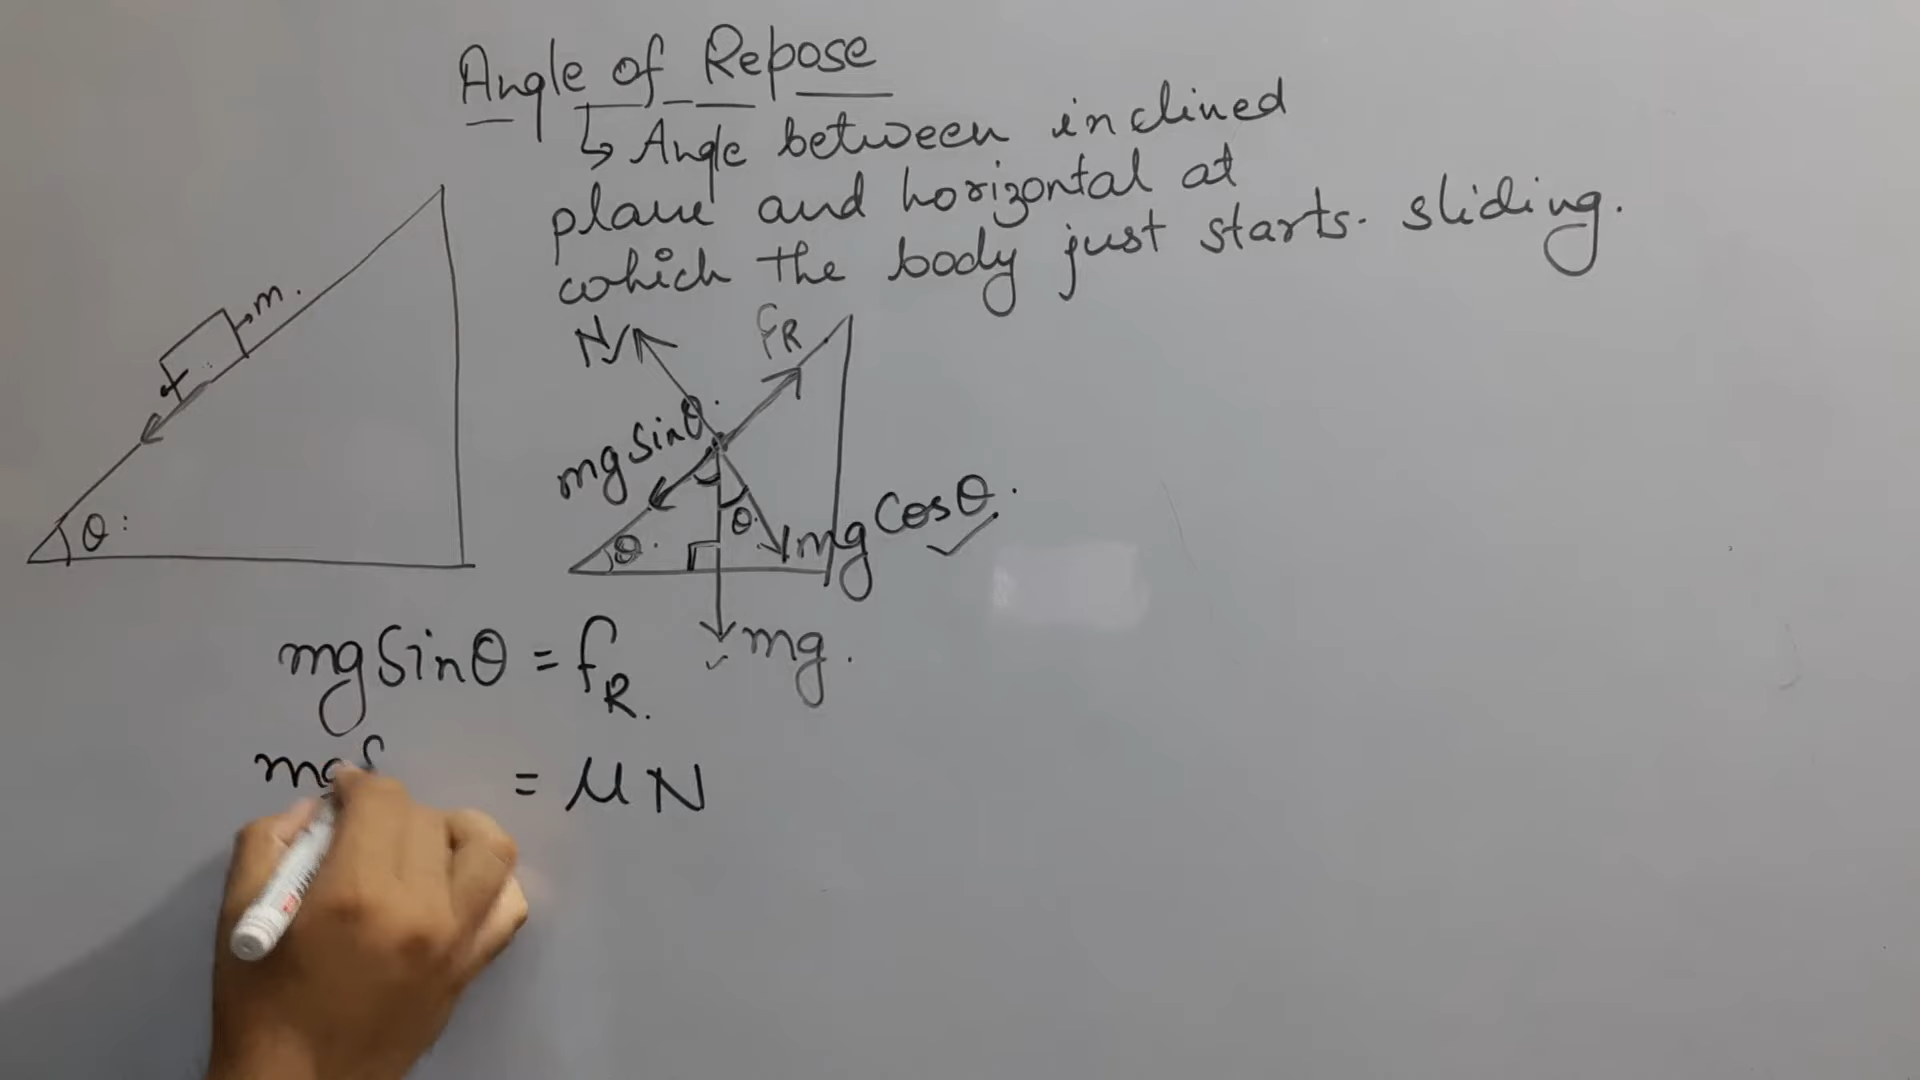 Angle of Repose
↳ Angle between inclined
plane and horizontal at
which the body just starts. sliding.
m.
θ
N
fR
mg sinθ.
θ
θ
mg cosθ.
mg.
mg sinθ = fR.
mg = μN